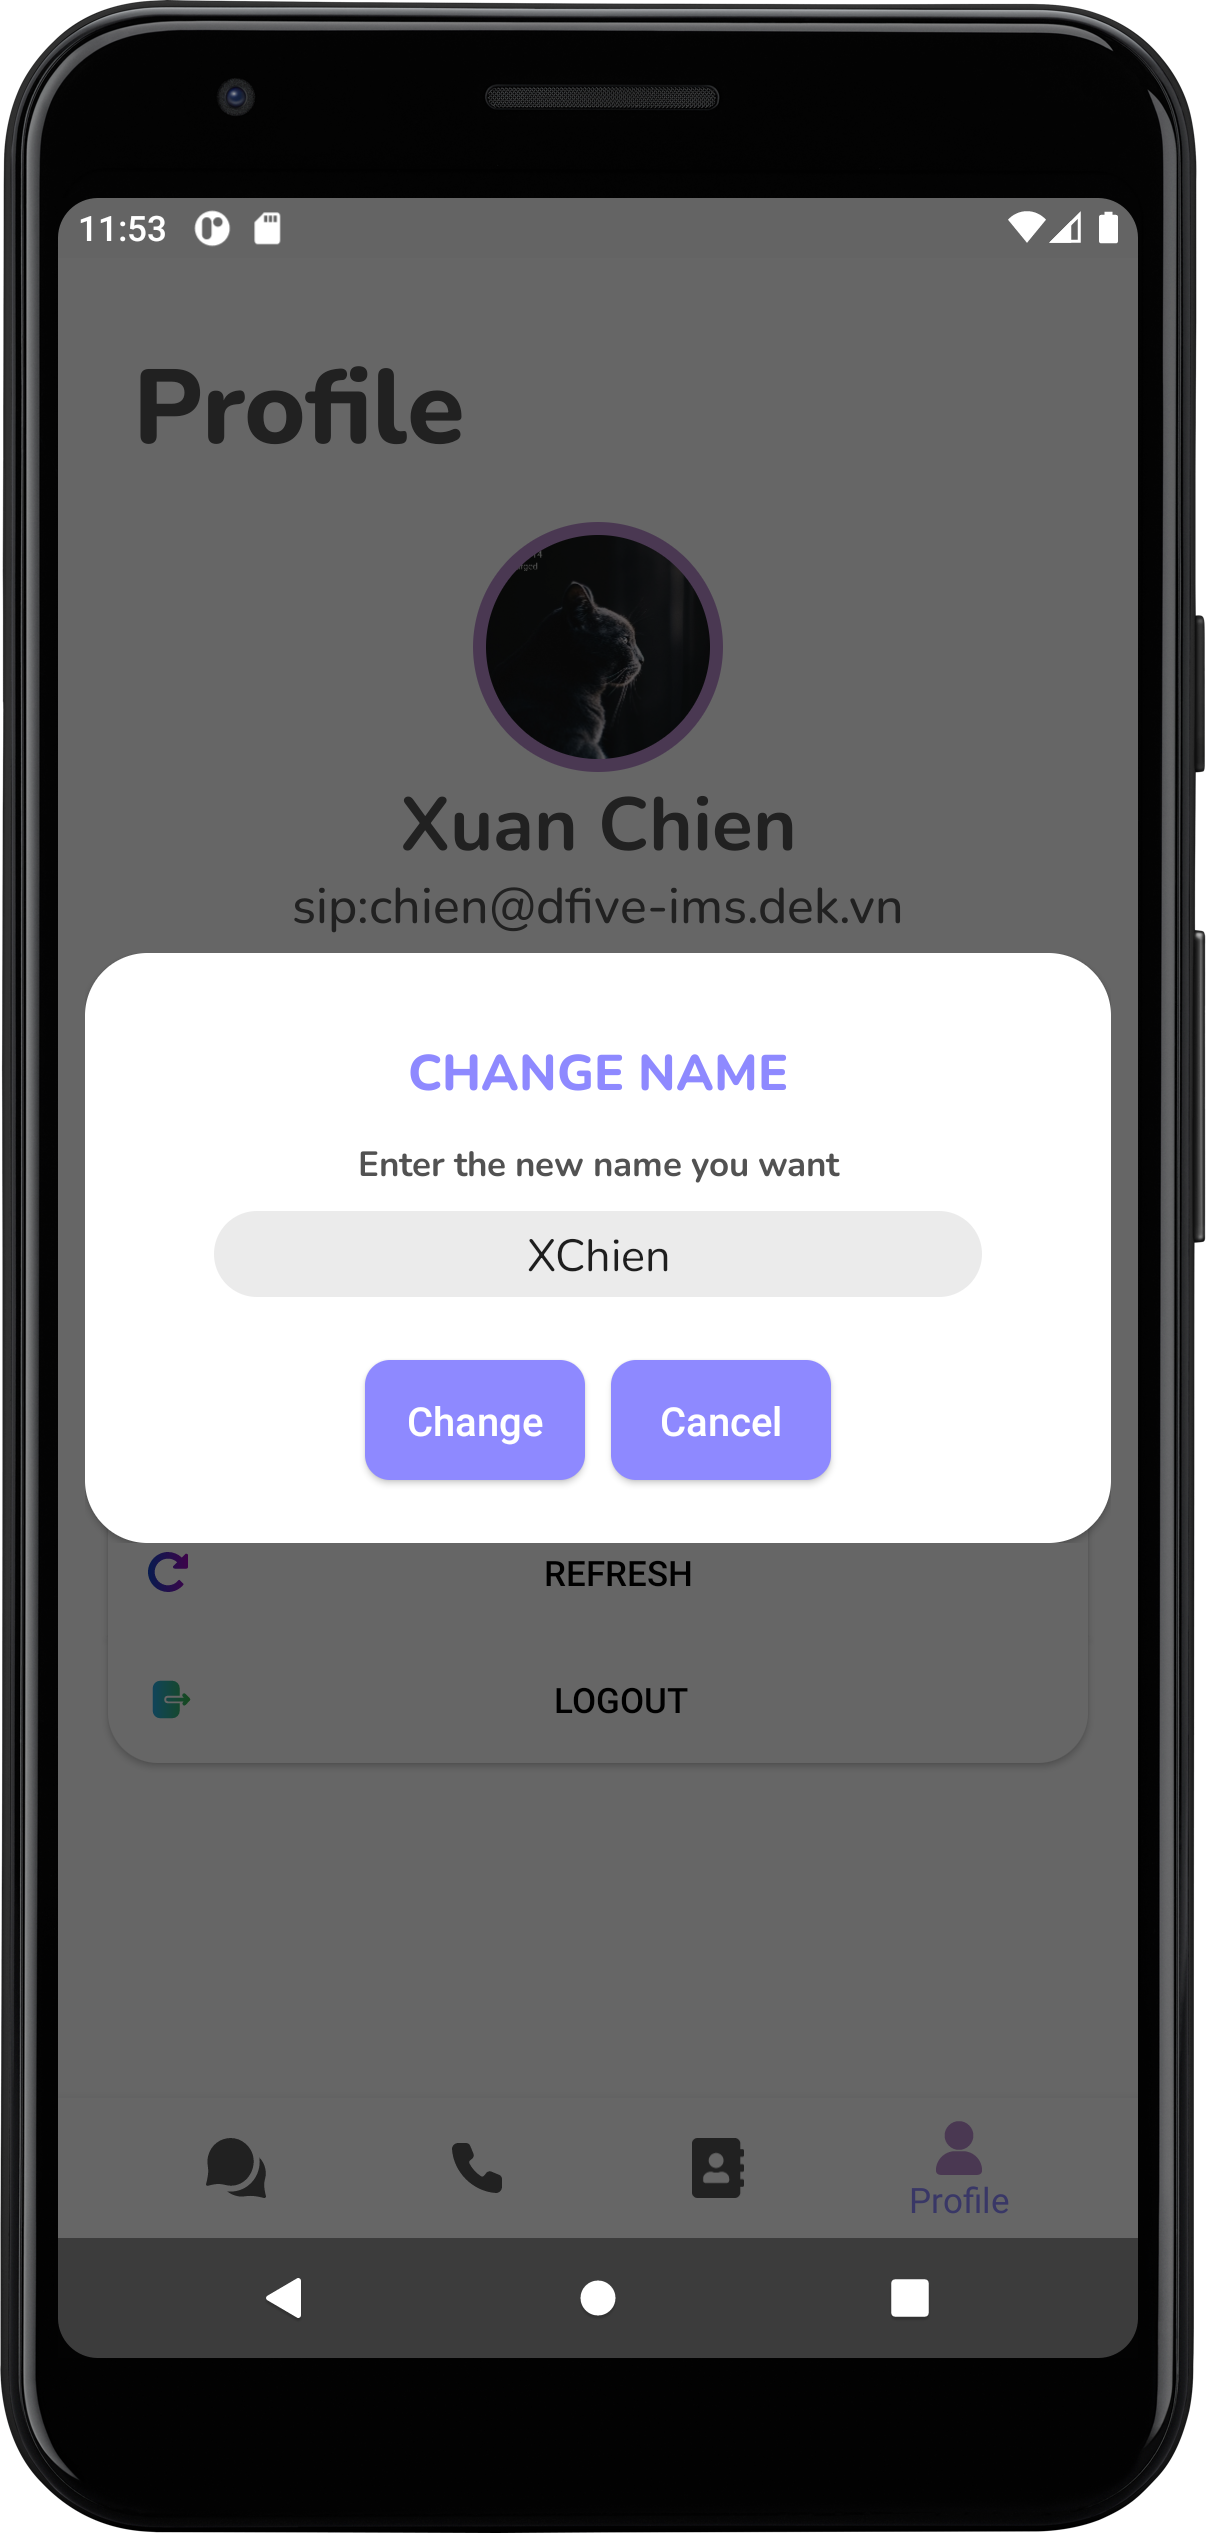 11:53
Profile
Xuan Chien
sip:chien@dfive-ims.dek.vn
CHANGE NAME
Enter the new name you want
XChien
Change Cancel
REFRESH
LOGOUT
Profile